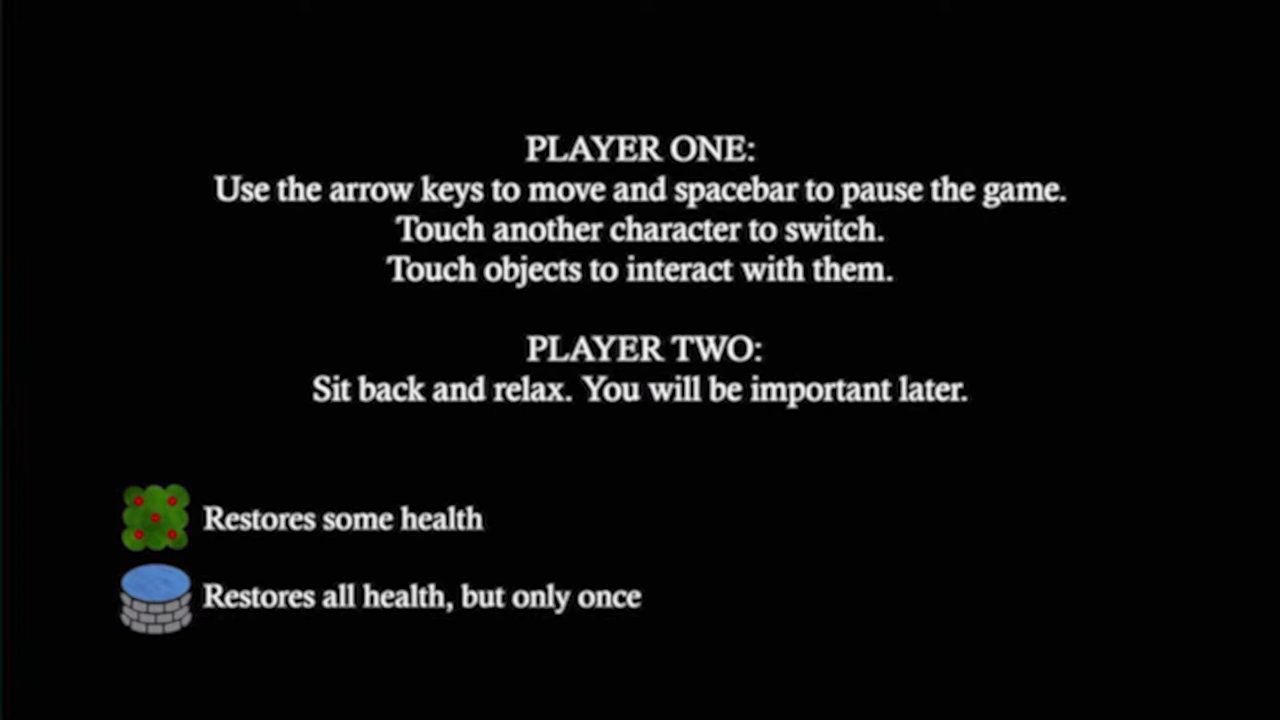 PLAYER ONE:
Use the arrow keys to move and spacebar to pause the game.
Touch another character to switch.
Touch objects to interact with them.
PLAYER TWO:
Sit back and relax. You will be important later.
Restores some health
Restores all health, but only once